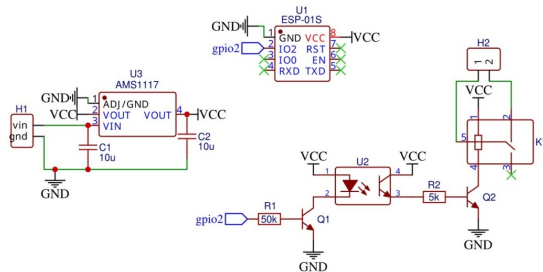 U1
ESP-01S
GND
1 GND VCC 8 VCC
gpio2 2 IO2 RST 7
3 IO0 EN 6
4 RXD TXD 5
H2
1 2
VCC
U3
AMS1117
GND 1 ADJ/GND
VCC 2 VOUT VOUT 4 VCC
3 VIN
H1
vin
gnd
C1
10u
C2
10u
GND
1 2
5 K
4 3
VCC U2 VCC
1 4
2 3
R2
5k
Q2
R1
gpio2 50k Q1
GND
GND